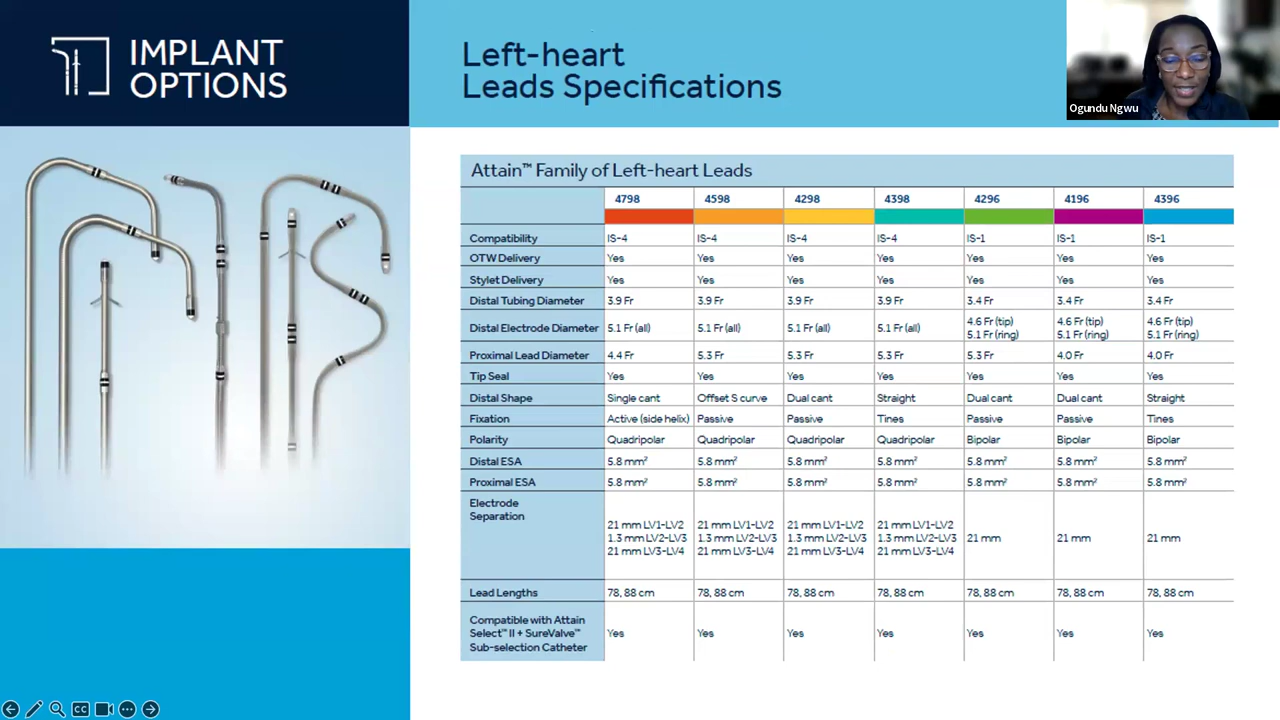 IMPLANT
OPTIONS
Left-heart
Leads Specifications
Ogundu Ngwu
Attain™ Family of Left-heart Leads
4798 4598 4298 4398 4296 4196 4396
Compatibility IS-4 IS-4 IS-4 IS-4 IS-1 IS-1 IS-1
OTW Delivery Yes Yes Yes Yes Yes Yes Yes
Stylet Delivery Yes Yes Yes Yes Yes Yes Yes
Distal Tubing Diameter 3.9 Fr 3.9 Fr 3.9 Fr 3.9 Fr 3.4 Fr 3.4 Fr 3.4 Fr
Distal Electrode Diameter 5.1 Fr (all) 5.1 Fr (all) 5.1 Fr (all) 5.1 Fr (all) 4.6 Fr (tip) 4.6 Fr (tip) 4.6 Fr (tip)
5.1 Fr (ring) 5.1 Fr (ring) 5.1 Fr (ring)
Proximal Lead Diameter 4.4 Fr 5.3 Fr 5.3 Fr 5.3 Fr 5.3 Fr 4.0 Fr 4.0 Fr
Tip Seal Yes Yes Yes Yes Yes Yes Yes
Distal Shape Single cant Offset S curve Dual cant Straight Dual cant Dual cant Straight
Fixation Active (side helix) Passive Passive Tines Passive Passive Tines
Polarity Quadripolar Quadripolar Quadripolar Quadripolar Bipolar Bipolar Bipolar
Distal ESA 5.8 mm² 5.8 mm² 5.8 mm² 5.8 mm² 5.8 mm² 5.8 mm² 5.8 mm²
Proximal ESA 5.8 mm² 5.8 mm² 5.8 mm² 5.8 mm² 5.8 mm² 5.8 mm² 5.8 mm²
Electrode
Separation
21 mm LV1-LV2 21 mm LV1-LV2 21 mm LV1-LV2 21 mm LV1-LV2
1.3 mm LV2-LV3 1.3 mm LV2-LV3 1.3 mm LV2-LV3 1.3 mm LV2-LV3 21 mm 21 mm 21 mm
21 mm LV3-LV4 21 mm LV3-LV4 21 mm LV3-LV4 21 mm LV3-LV4
Lead Lengths 78, 88 cm 78, 88 cm 78, 88 cm 78, 88 cm 78, 88 cm 78, 88 cm 78, 88 cm
Compatible with Attain
Select™ II + SureValve™ Yes Yes Yes Yes Yes Yes Yes
Sub-selection Catheter
CC